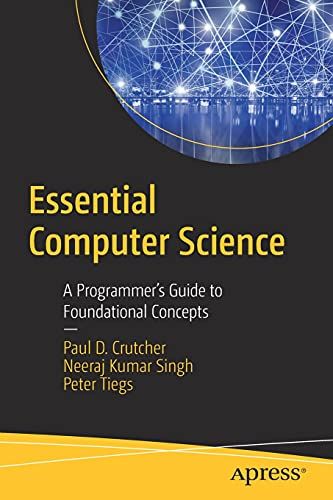 Essential
Computer Science
A Programmer's Guide to
Foundational Concepts
—
Paul D. Crutcher
Neeraj Kumar Singh
Peter Tiegs
Apress®